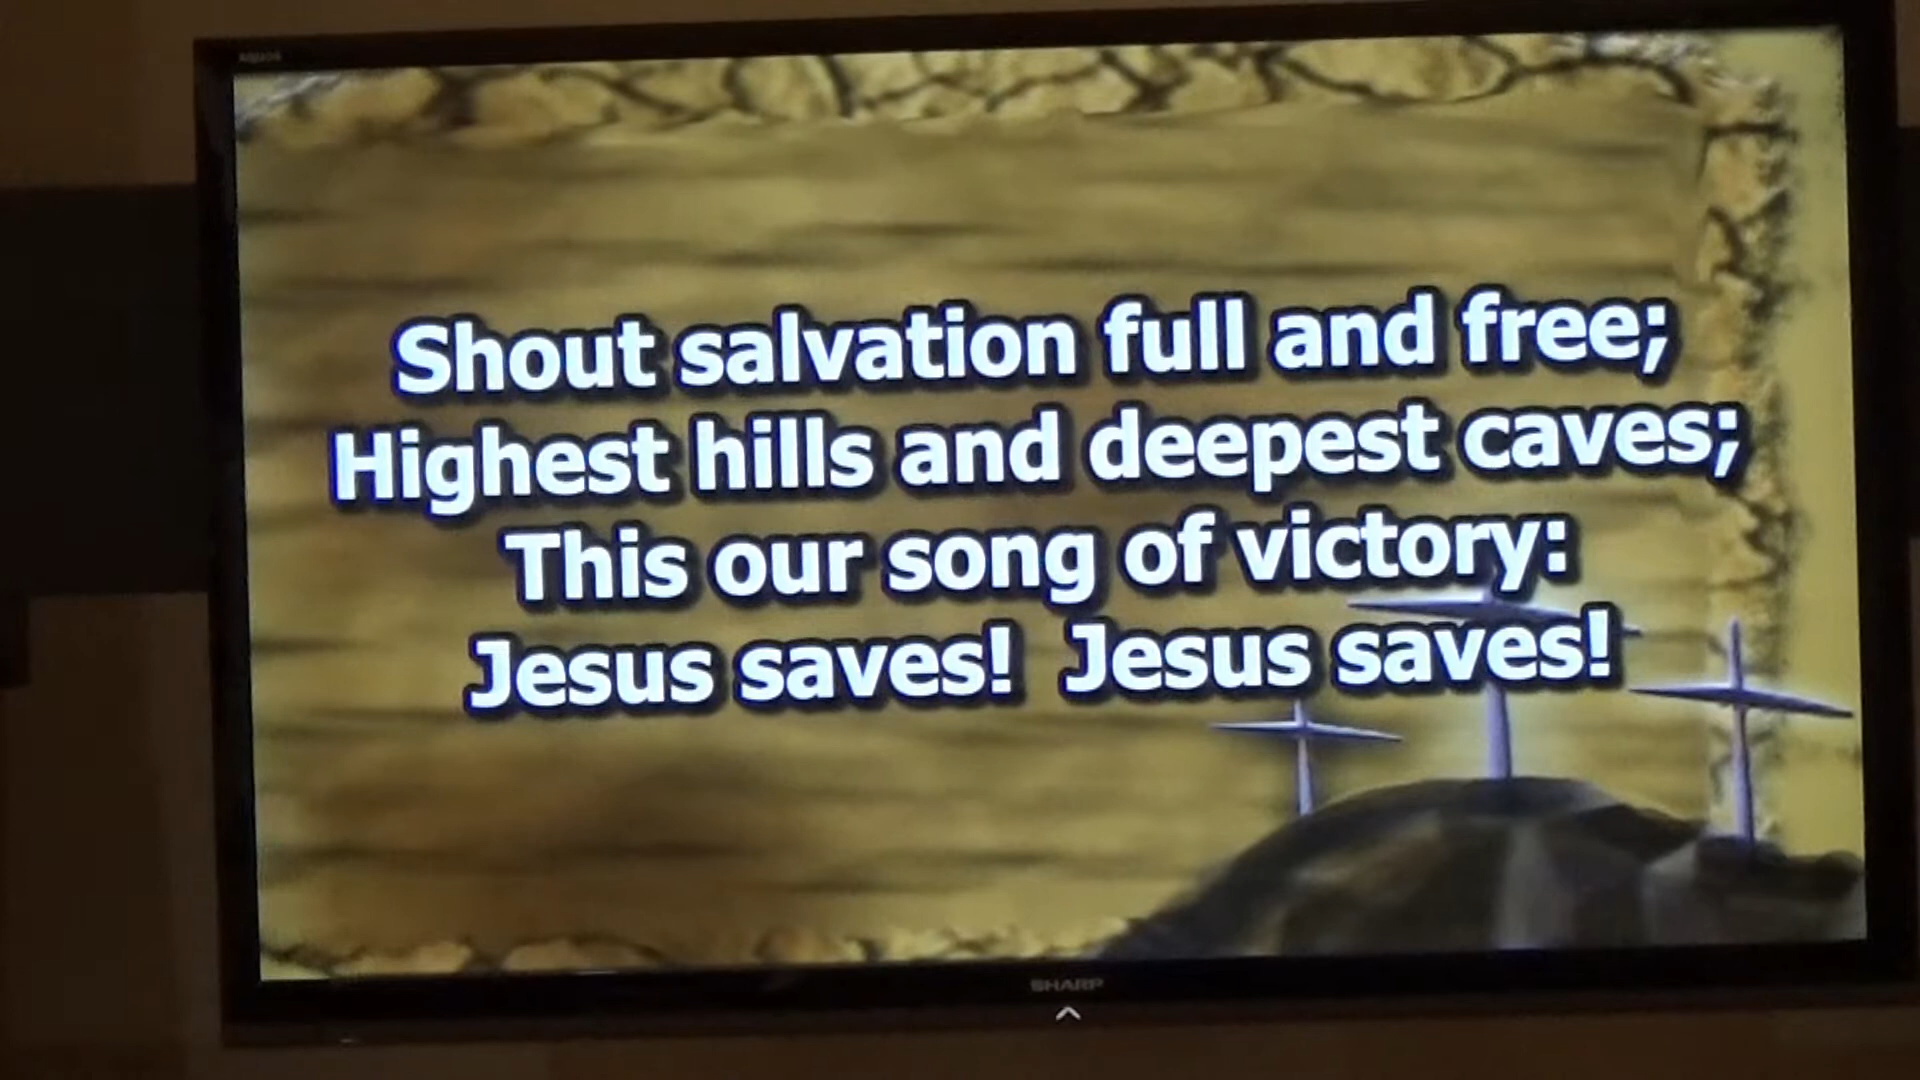 AQUOS
Shout salvation full and free;
Highest hills and deepest caves;
This our song of victory:
Jesus saves!  Jesus saves!
SHARP